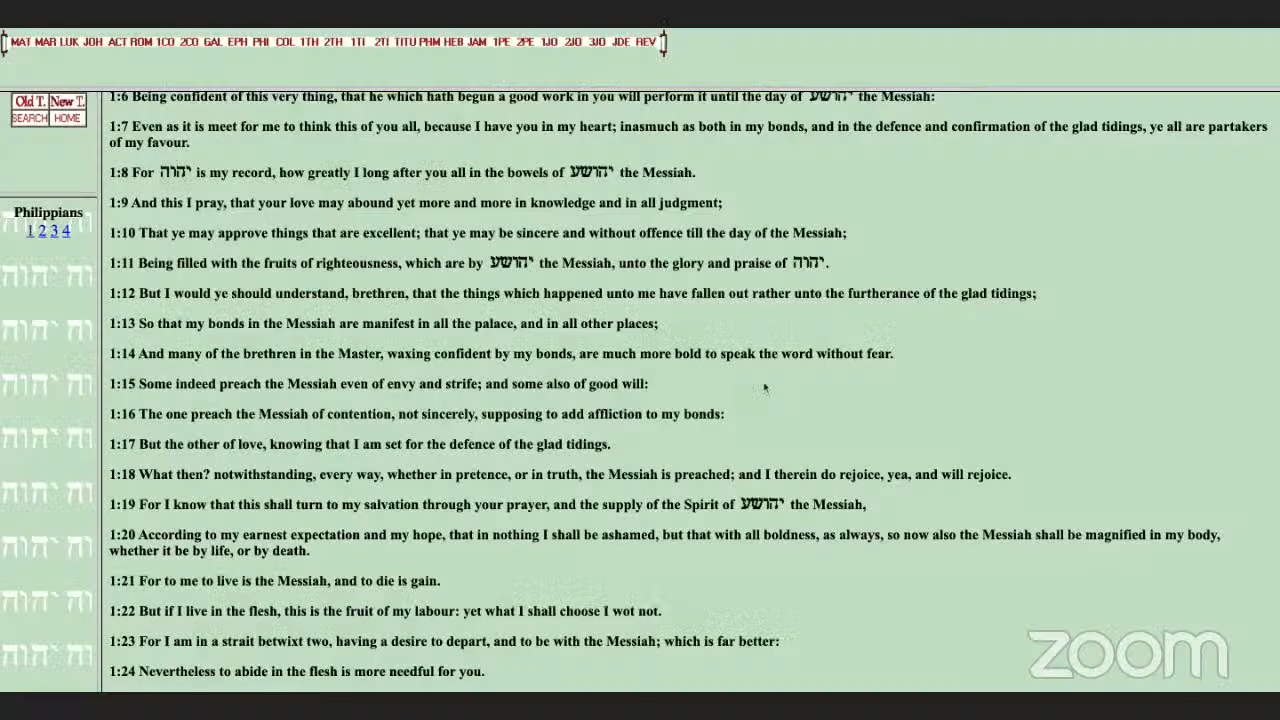 MAT MAR LUK JOH ACT ROM 1CO 2CO GAL EPH PHI COL 1TH 2TH 1TI 2TI TITU PHM HEB JAM 1PE 2PE 1JO 2JO 3JO JDE REV
Old T. New T.
SEARCH HOME
Philippians
1 2 3 4
1:6 Being confident of this very thing, that he which hath begun a good work in you will perform it until the day of יהושע the Messiah:
1:7 Even as it is meet for me to think this of you all, because I have you in my heart; inasmuch as both in my bonds, and in the defence and confirmation of the glad tidings, ye all are partakers
of my favour.
1:8 For יהוה is my record, how greatly I long after you all in the bowels of יהושע the Messiah.
1:9 And this I pray, that your love may abound yet more and more in knowledge and in all judgment;
1:10 That ye may approve things that are excellent; that ye may be sincere and without offence till the day of the Messiah;
1:11 Being filled with the fruits of righteousness, which are by יהושע the Messiah, unto the glory and praise of יהוה.
1:12 But I would ye should understand, brethren, that the things which happened unto me have fallen out rather unto the furtherance of the glad tidings;
1:13 So that my bonds in the Messiah are manifest in all the palace, and in all other places;
1:14 And many of the brethren in the Master, waxing confident by my bonds, are much more bold to speak the word without fear.
1:15 Some indeed preach the Messiah even of envy and strife; and some also of good will:
1:16 The one preach the Messiah of contention, not sincerely, supposing to add affliction to my bonds:
1:17 But the other of love, knowing that I am set for the defence of the glad tidings.
1:18 What then? notwithstanding, every way, whether in pretence, or in truth, the Messiah is preached; and I therein do rejoice, yea, and will rejoice.
1:19 For I know that this shall turn to my salvation through your prayer, and the supply of the Spirit of יהושע the Messiah,
1:20 According to my earnest expectation and my hope, that in nothing I shall be ashamed, but that with all boldness, as always, so now also the Messiah shall be magnified in my body,
whether it be by life, or by death.
1:21 For to me to live is the Messiah, and to die is gain.
1:22 But if I live in the flesh, this is the fruit of my labour: yet what I shall choose I wot not.
1:23 For I am in a strait betwixt two, having a desire to depart, and to be with the Messiah; which is far better:
1:24 Nevertheless to abide in the flesh is more needful for you.
zoom